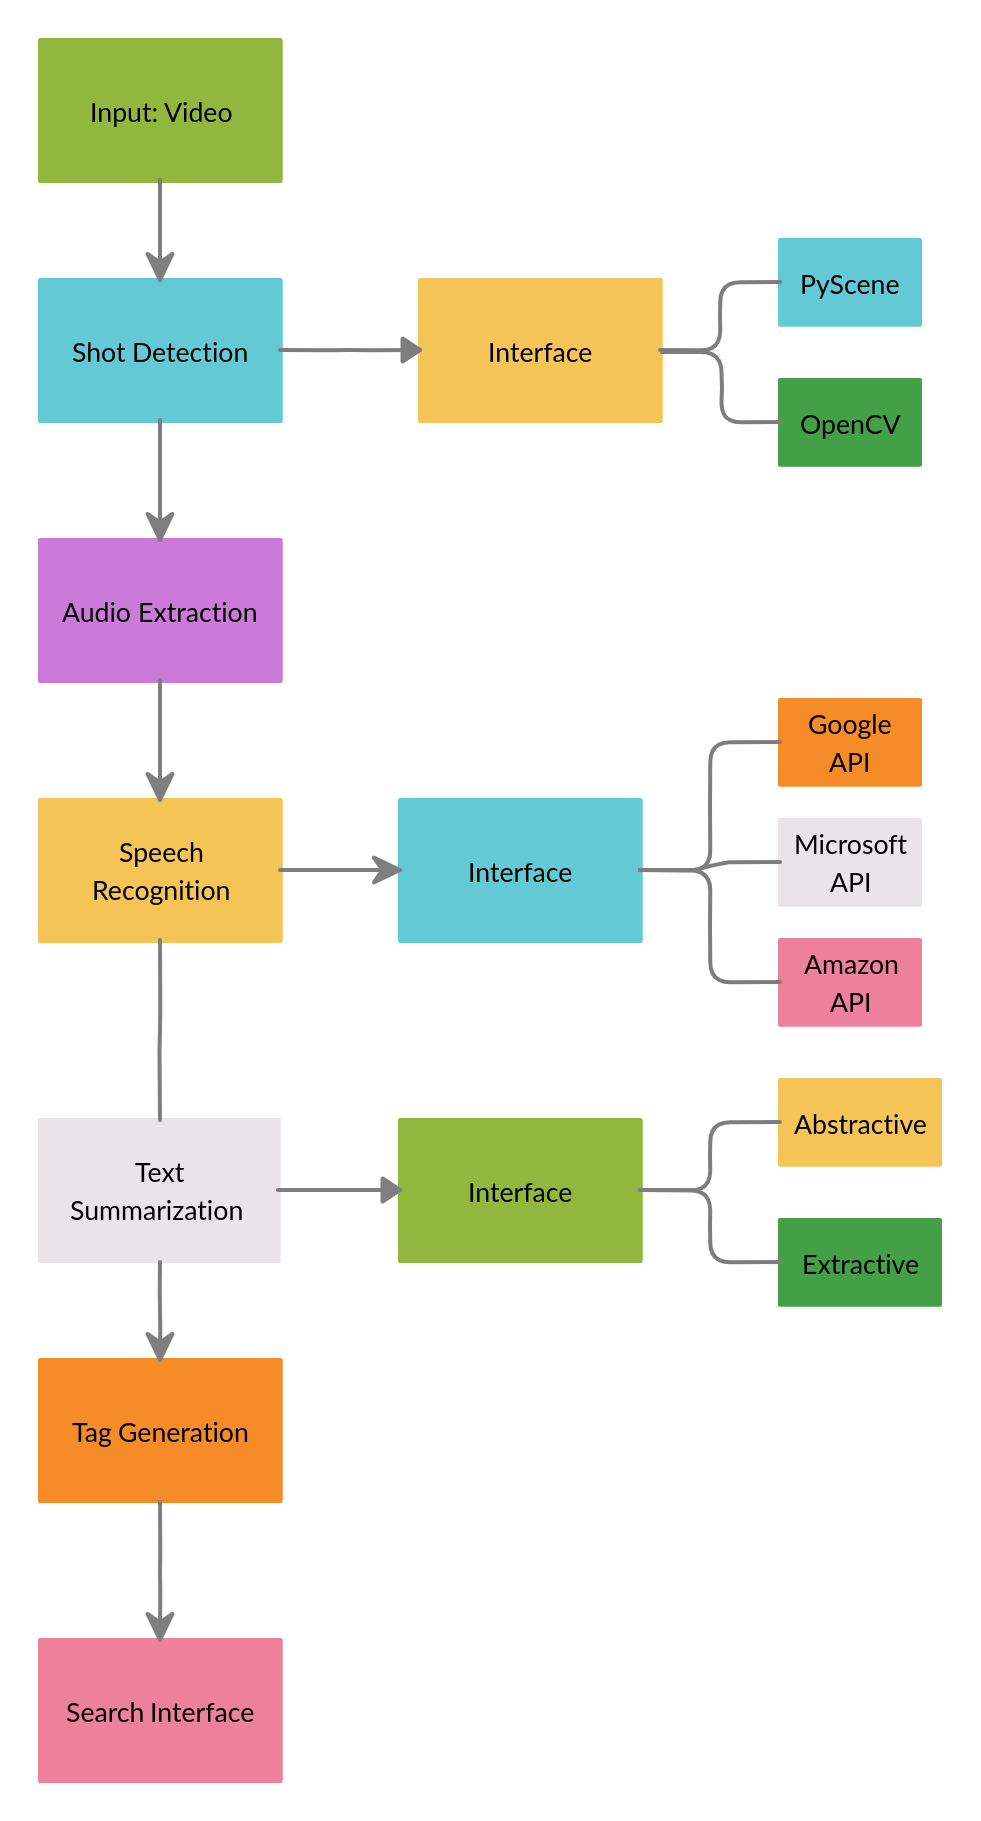 Input: Video
Shot Detection
Interface
PyScene
OpenCV
Audio Extraction
Speech
Recognition
Interface
Google
API
Microsoft
API
Amazon
API
Text
Summarization
Interface
Abstractive
Extractive
Tag Generation
Search Interface